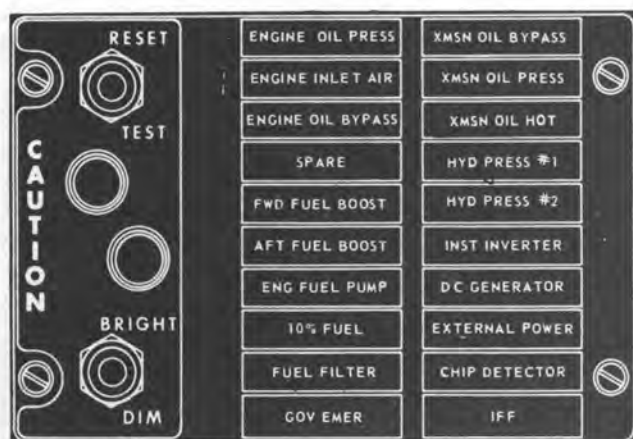 RESET
TEST
CAUTION
BRIGHT
DIM
ENGINE OIL PRESS
ENGINE INLET AIR
ENGINE OIL BYPASS
SPARE
FWD FUEL BOOST
AFT FUEL BOOST
ENG FUEL PUMP
10% FUEL
FUEL FILTER
GOV EMER
XMSN OIL BYPASS
XMSN OIL PRESS
XMSN OIL HOT
HYD PRESS #1
HYD PRESS #2
INST INVERTER
DC GENERATOR
EXTERNAL POWER
CHIP DETECTOR
IFF